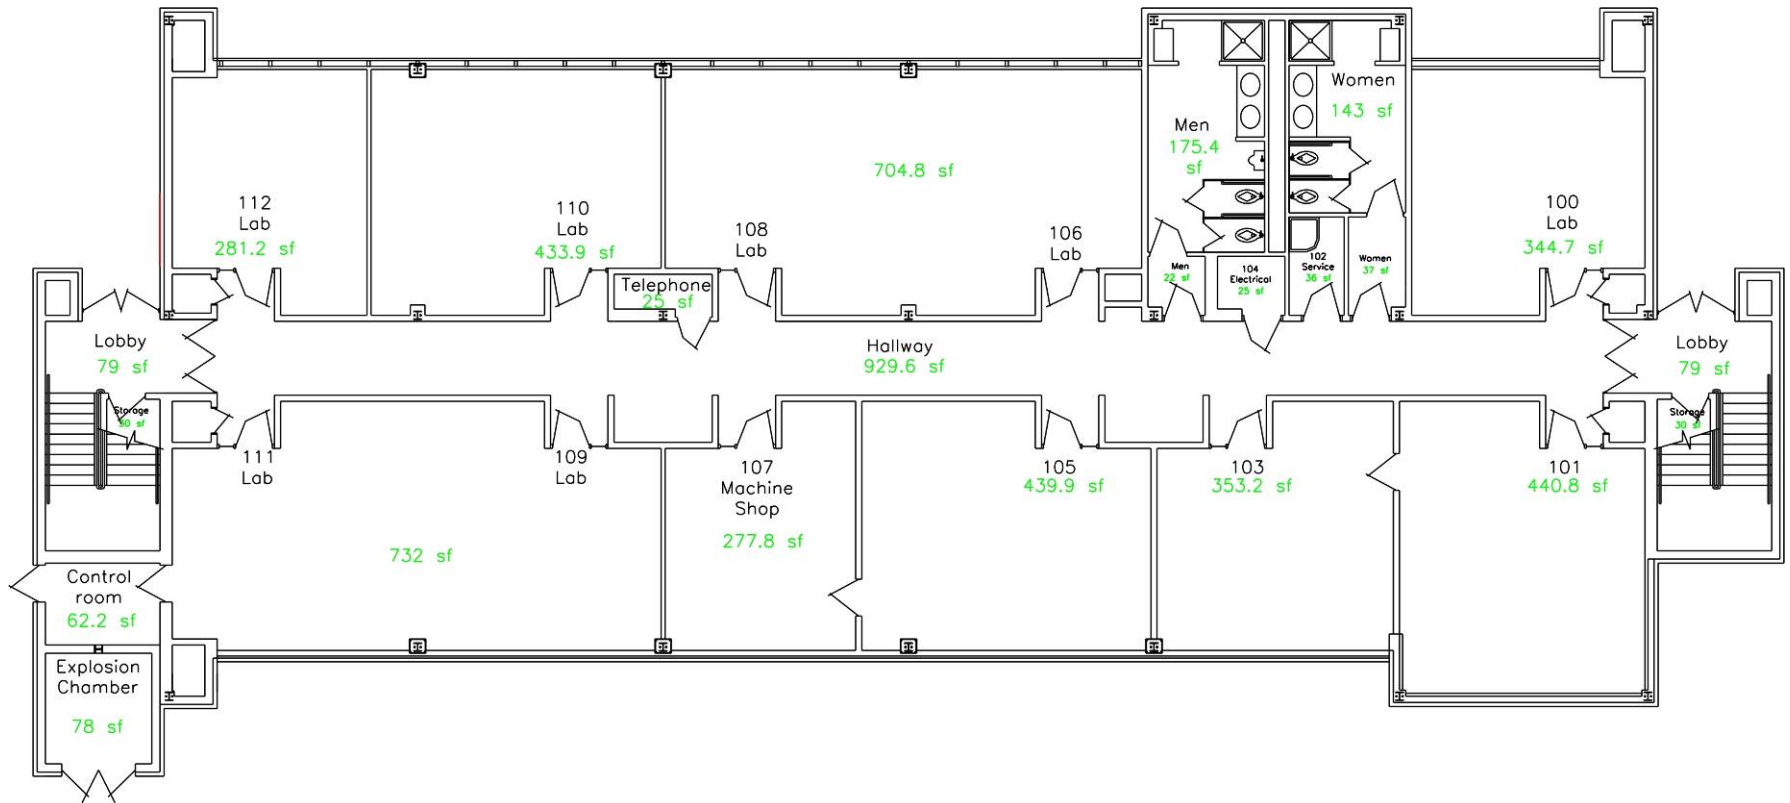 Women
143 sf
Men
175.4
sf
704.8 sf
112
Lab
281.2 sf
110
Lab
433.9 sf
108
Lab
106
Lab
100
Lab
344.7 sf
Telephone
25 sf
Men
22 sf
104
Electrical
25 sf
102
Service
36 sf
Women
37 sf
Lobby
79 sf
Hallway
929.6 sf
Lobby
79 sf
Storage
30 sf
Storage
30 sf
111
Lab
109
Lab
107
Machine
Shop
277.8 sf
105
439.9 sf
103
353.2 sf
101
440.8 sf
732 sf
Control
room
62.2 sf
Explosion
Chamber
78 sf